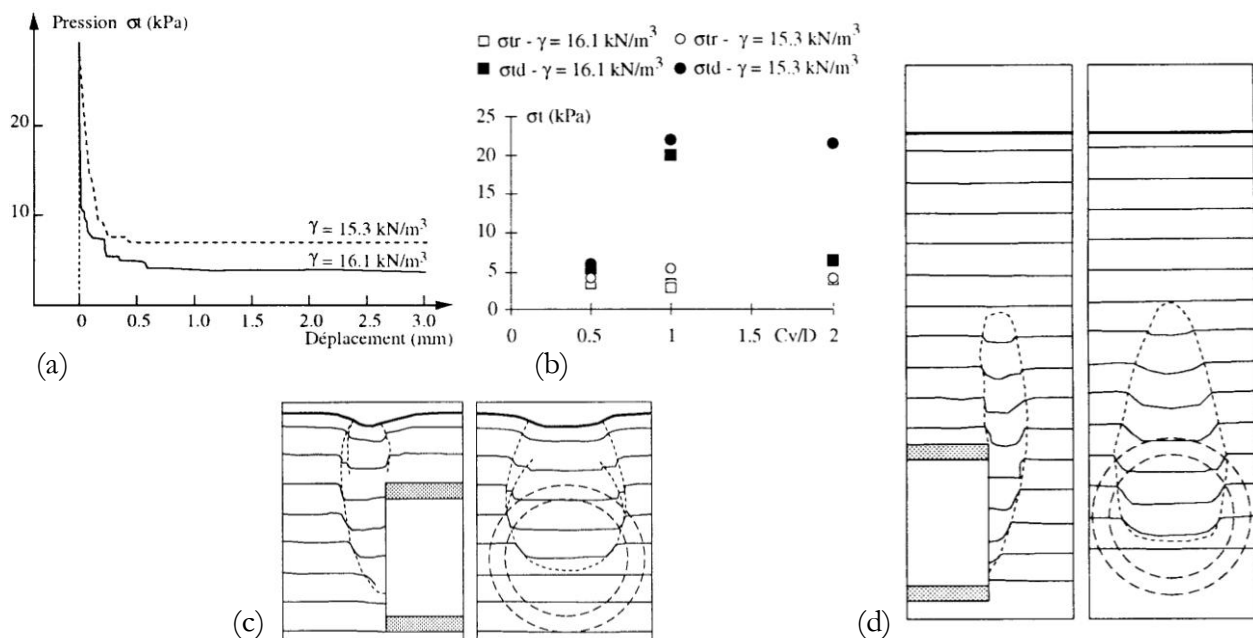 Pression σt (kPa)
20
10
γ = 15.3 kN/m³
γ = 16.1 kN/m³
0 0.5 1.0 1.5 2.0 2.5 3.0
Déplacement (mm)
(a)
□ σtr - γ = 16.1 kN/m³ ○ σtr - γ = 15.3 kN/m³
■ σtd - γ = 16.1 kN/m³ ● σtd - γ = 15.3 kN/m³
σt (kPa)
25
20
15
10
5
0
0 0.5 1 1.5 Cv/D 2
(b)
(c)
(d)